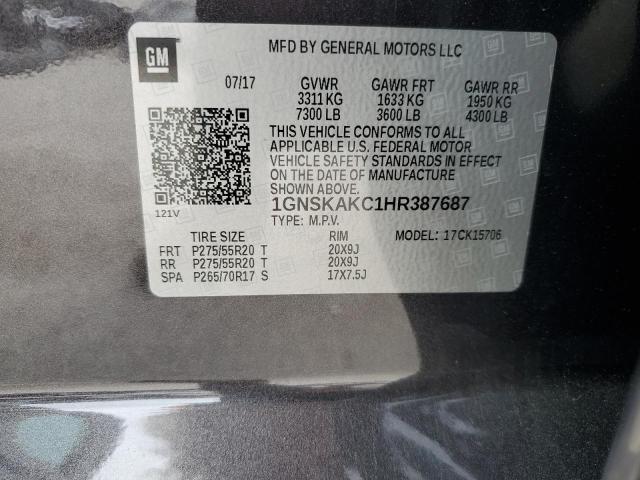 GM
MFD BY GENERAL MOTORS LLC
07/17 GVWR GAWR FRT GAWR RR
3311 KG 1633 KG 1950 KG
7300 LB 3600 LB 4300 LB
THIS VEHICLE CONFORMS TO ALL
APPLICABLE U.S. FEDERAL MOTOR
VEHICLE SAFETY STANDARDS IN EFFECT
ON THE DATE OF MANUFACTURE
SHOWN ABOVE.
1GNSKAKC1HR387687
121V
TYPE: M.P.V. MODEL: 17CK15706
TIRE SIZE RIM
FRT P275/55R20 T 20X9J
RR P275/55R20 T 20X9J
SPA P265/70R17 S 17X7.5J